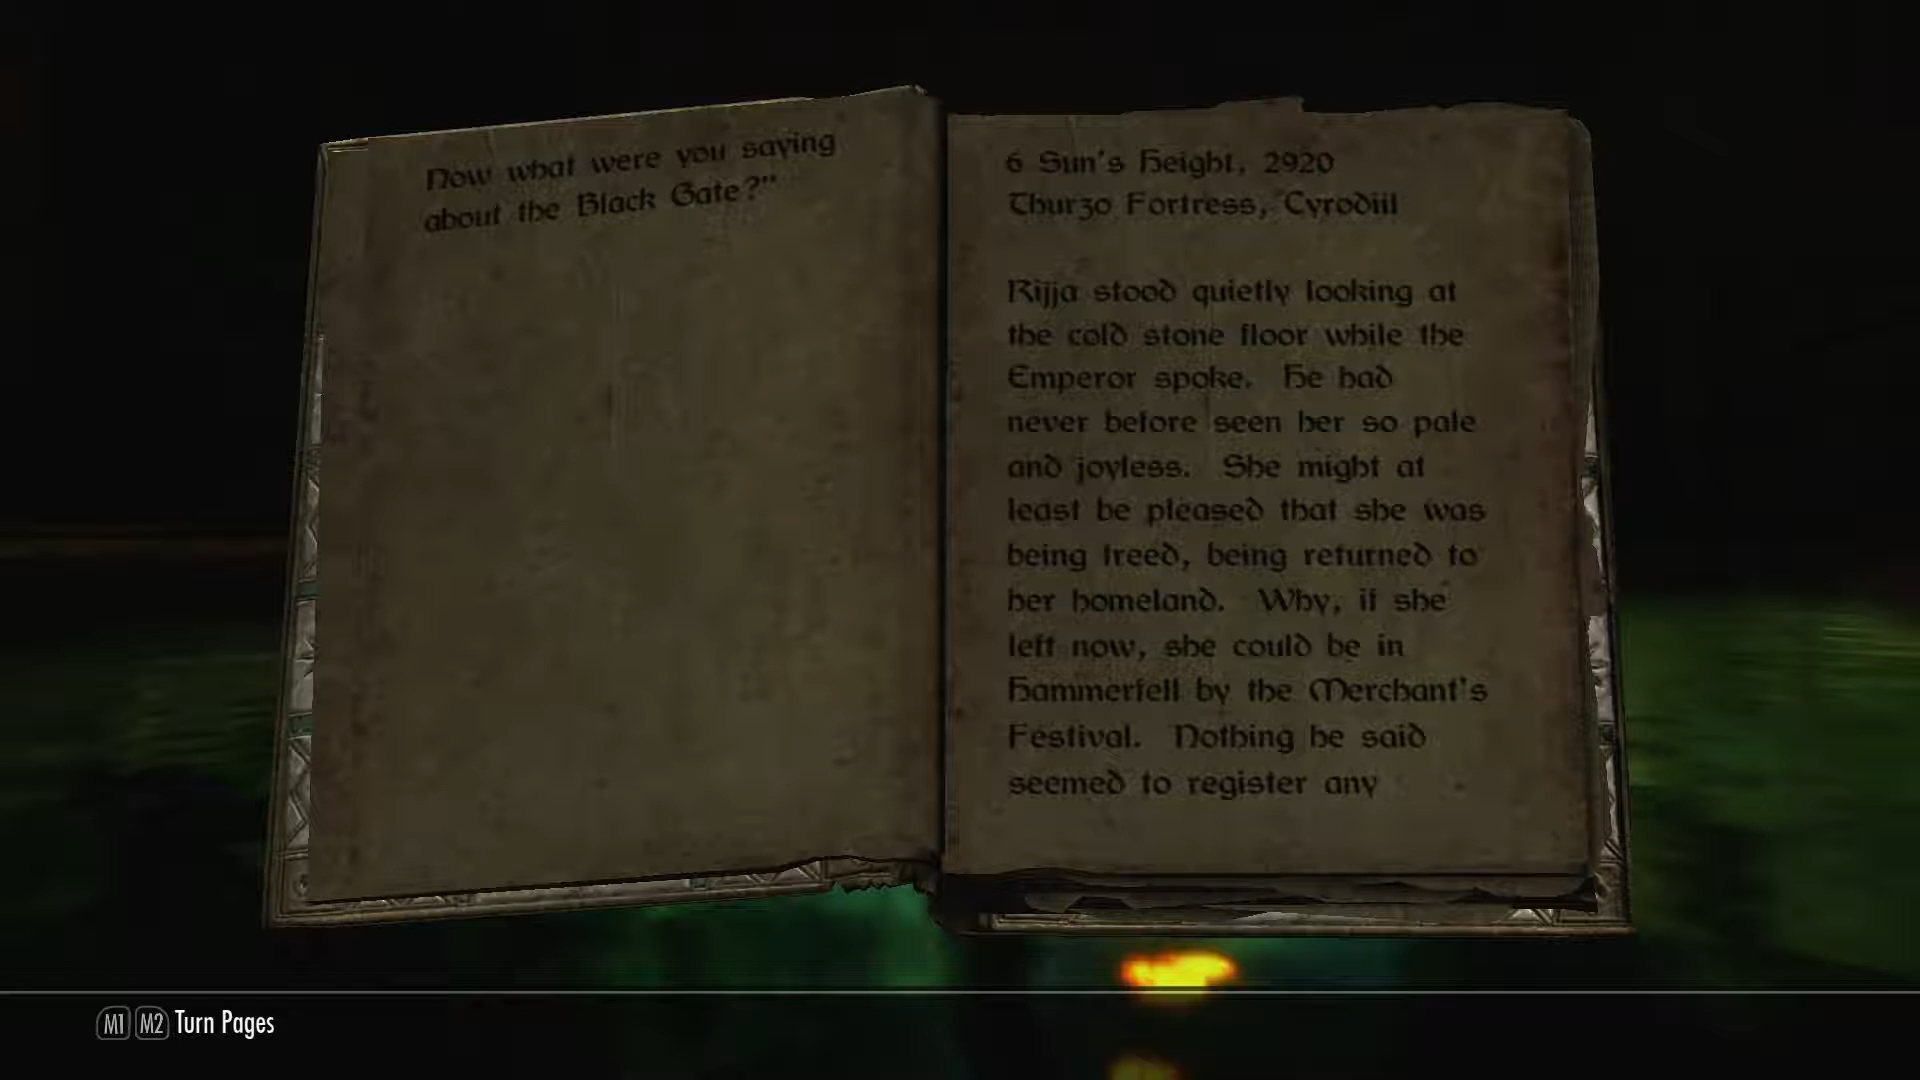 Now what were you saying
about the Black Gate?"
6 Sun's Height, 2920
Thurzo Fortress, Cyrodiil
Rijja stood quietly looking at
the cold stone floor while the
Emperor spoke.  He had
never before seen her so pale
and joyless.  She might at
least be pleased that she was
being freed, being returned to
her homeland.  Why, if she
left now, she could be in
Hammerfell by the Merchant's
Festival.  Nothing he said
seemed to register any
M1 M2 Turn Pages